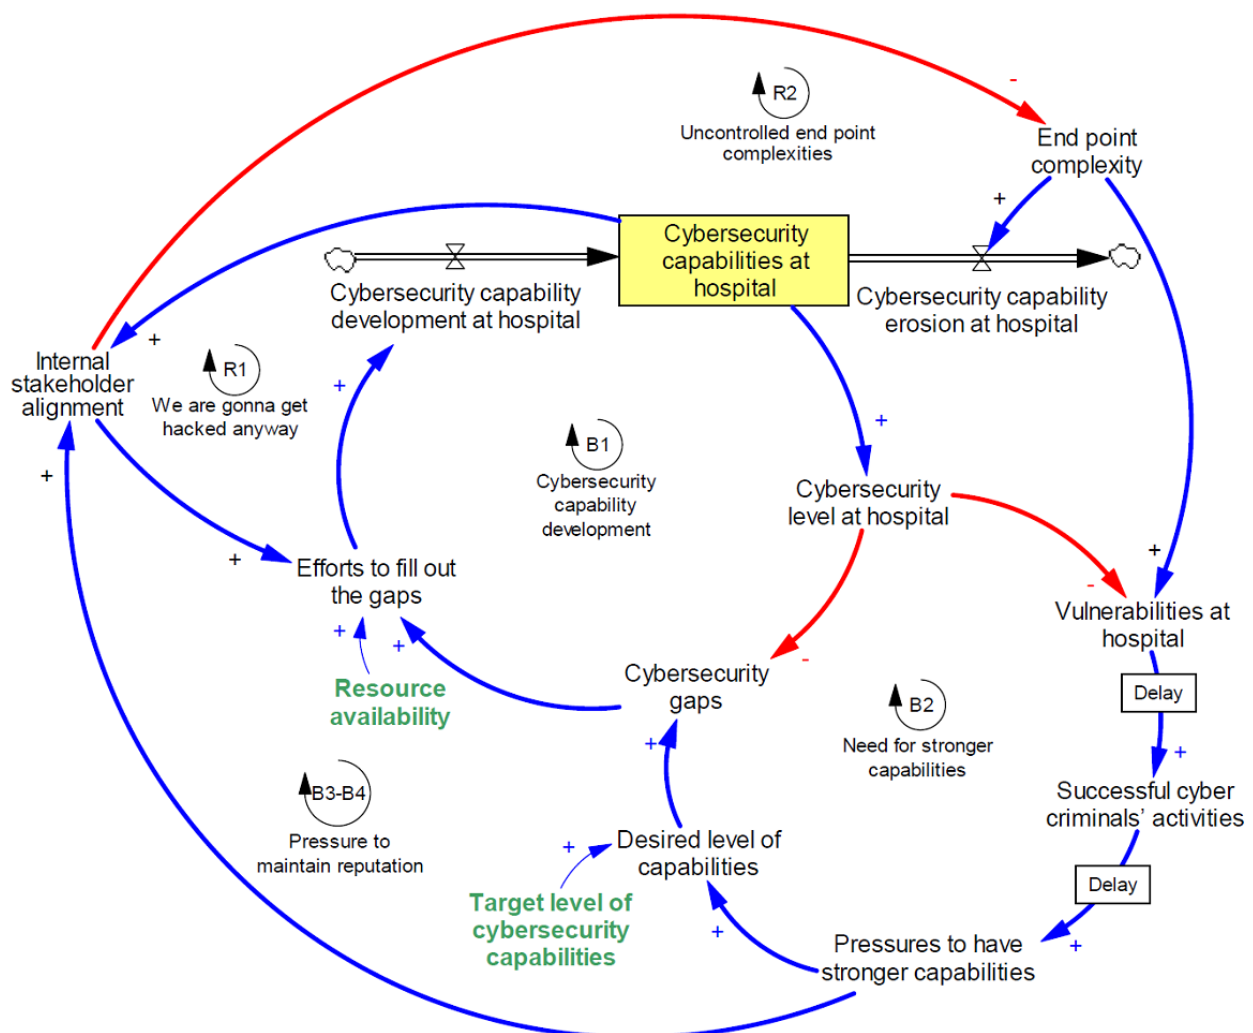 -
R2
Uncontrolled end point
complexities
End point
complexity
+
Cybersecurity
capabilities at
hospital
Cybersecurity capability
development at hospital
Cybersecurity capability
erosion at hospital
+
Internal
stakeholder
alignment
R1
We are gonna get
hacked anyway
+
+
B1
Cybersecurity
capability
development
+
Cybersecurity
level at hospital
+
+
Efforts to fill out
the gaps
-
Vulnerabilities at
hospital
+
+
+
-
Cybersecurity
gaps
Resource
availability
Delay
B2
Need for stronger
capabilities
+
+
B3-B4
Pressure to
maintain reputation
Successful cyber
criminals’ activities
+
Desired level of
capabilities
Delay
Target level of
cybersecurity
capabilities
+
+
Pressures to have
stronger capabilities